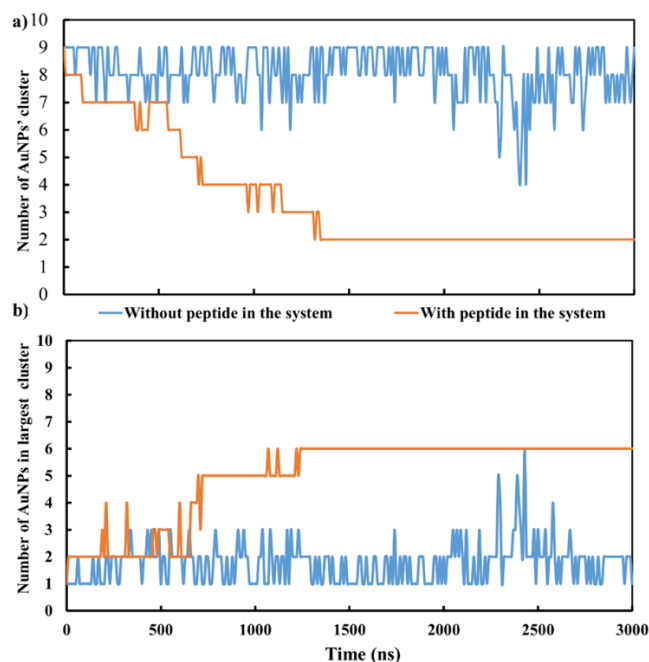 a)
Number of AuNPs' cluster
10
9
8
7
6
5
4
3
2
1
0
Without peptide in the system
With peptide in the system
b)
Number of AuNPs in largest cluster
10
9
8
7
6
5
4
3
2
1
0
0 500 1000 1500 2000 2500 3000
Time (ns)